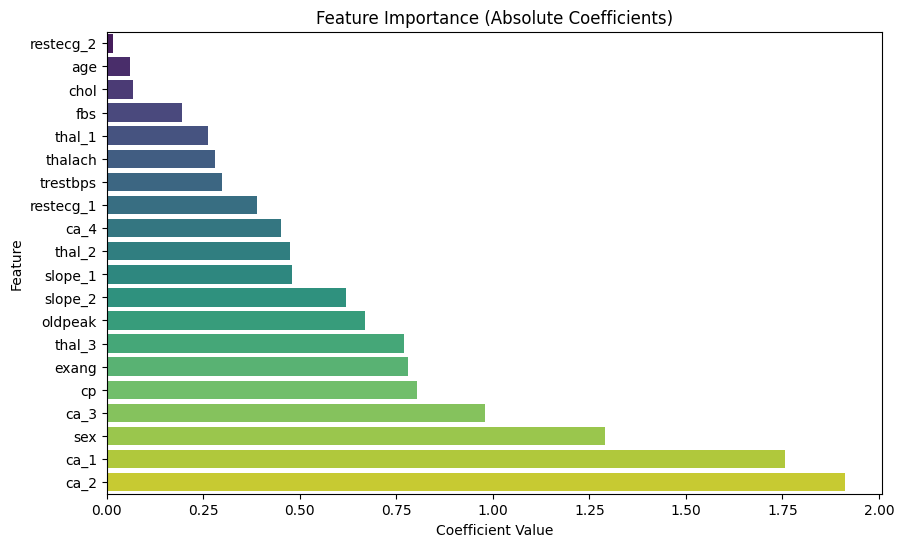 Feature Importance (Absolute Coefficients)
restecg_2
age
chol
fbs
thal_1
thalach
trestbps
restecg_1
ca_4
thal_2
slope_1
slope_2
oldpeak
thal_3
exang
cp
ca_3
sex
ca_1
ca_2
Feature
0.00 0.25 0.50 0.75 1.00 1.25 1.50 1.75 2.00
Coefficient Value